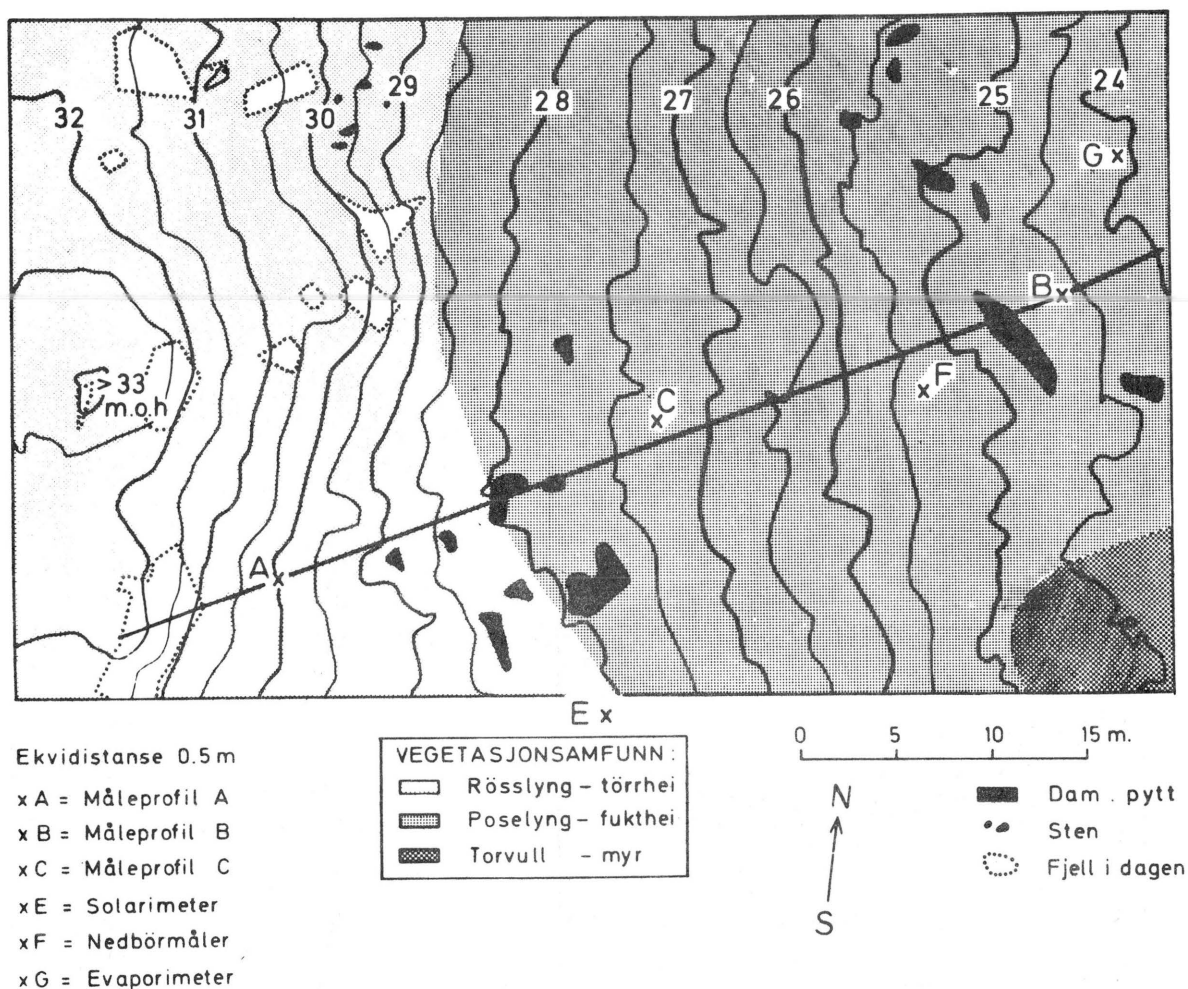 32
31
30
29
28
27
26
25
24
G x
B x
> 33
m.o.h
C
x
F
x
A x
E x
Ekvidistanse 0.5 m
x A = Måleprofil A
x B = Måleprofil B
x C = Måleprofil C
x E = Solarimeter
x F = Nedbörmåler
x G = Evaporimeter
VEGETASJONSAMFUNN :
Rösslyng – törrhei
Poselyng – fukthei
Torvull – myr
0 5 10 15 m.
N
S
Dam . pytt
Sten
Fjell i dagen